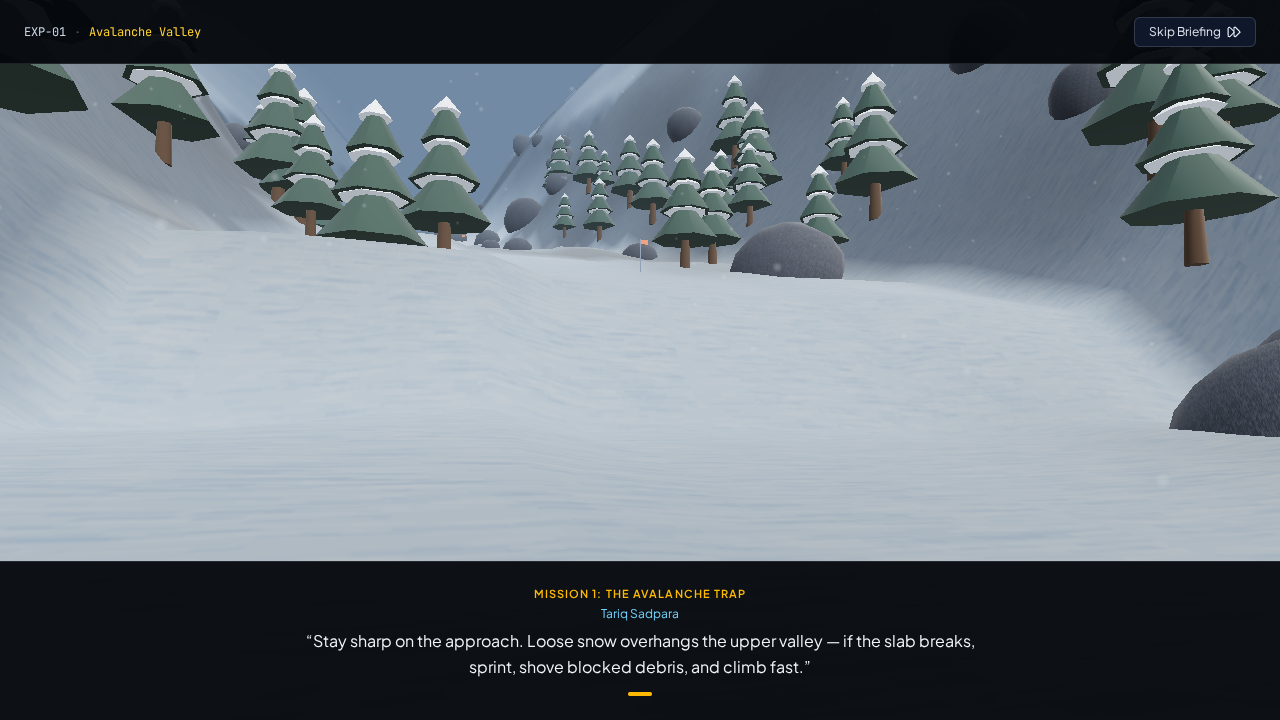 EXP-01 · Avalanche Valley
Skip Briefing
MISSION 1: THE AVALANCHE TRAP
Tariq Sadpara
“Stay sharp on the approach. Loose snow overhangs the upper valley — if the slab breaks,
sprint, shove blocked debris, and climb fast.”